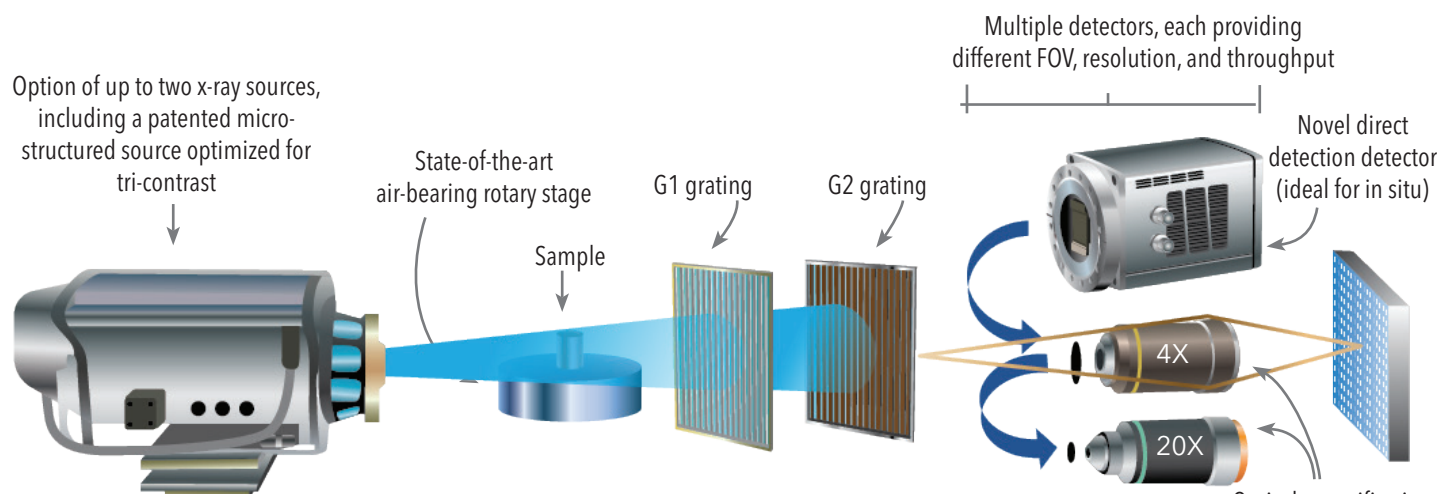 Multiple detectors, each providing
different FOV, resolution, and throughput
Option of up to two x-ray sources,
including a patented micro-
structured source optimized for
tri-contrast
State-of-the-art
air-bearing rotary stage
G1 grating
G2 grating
Novel direct
detection detector
(ideal for in situ)
Sample
4X
20X